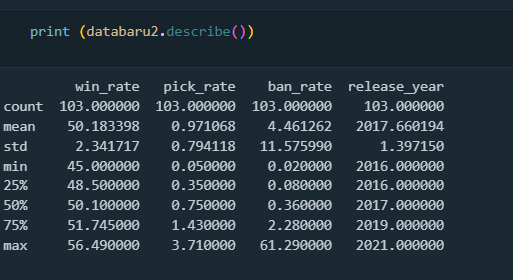 print (databaru2.describe())
win_rate pick_rate ban_rate release_year
count 103.000000 103.000000 103.000000 103.000000
mean 50.183398 0.971068 4.461262 2017.660194
std 2.341717 0.794118 11.575990 1.397150
min 45.000000 0.050000 0.020000 2016.000000
25% 48.500000 0.350000 0.080000 2016.000000
50% 50.100000 0.750000 0.360000 2017.000000
75% 51.745000 1.430000 2.280000 2019.000000
max 56.490000 3.710000 61.290000 2021.000000